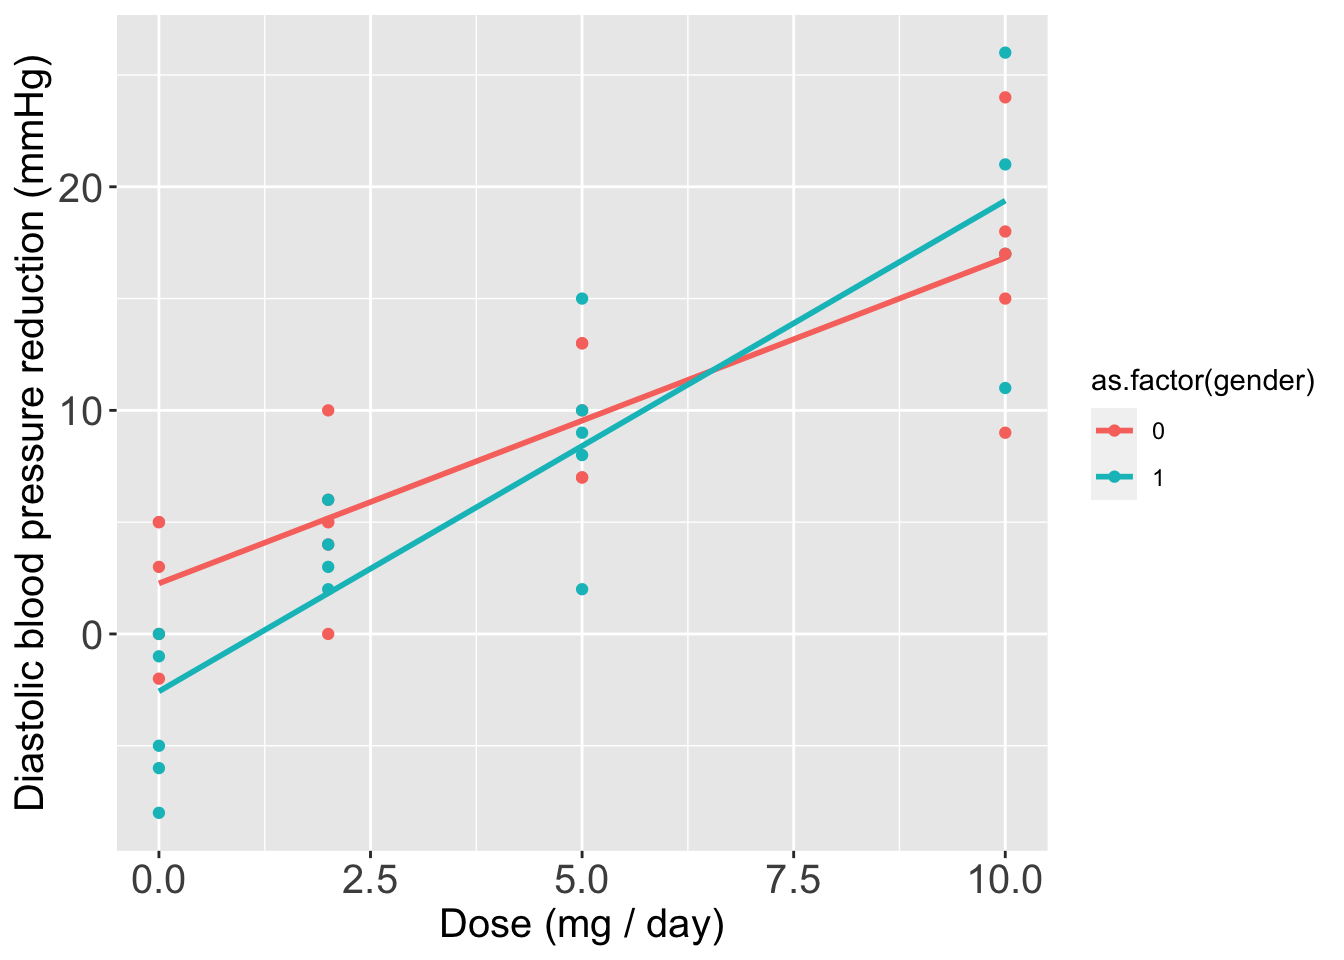 Diastolic blood pressure reduction (mmHg)
20
10
0
0.0 2.5 5.0 7.5 10.0
Dose (mg / day)
as.factor(gender)
0
1